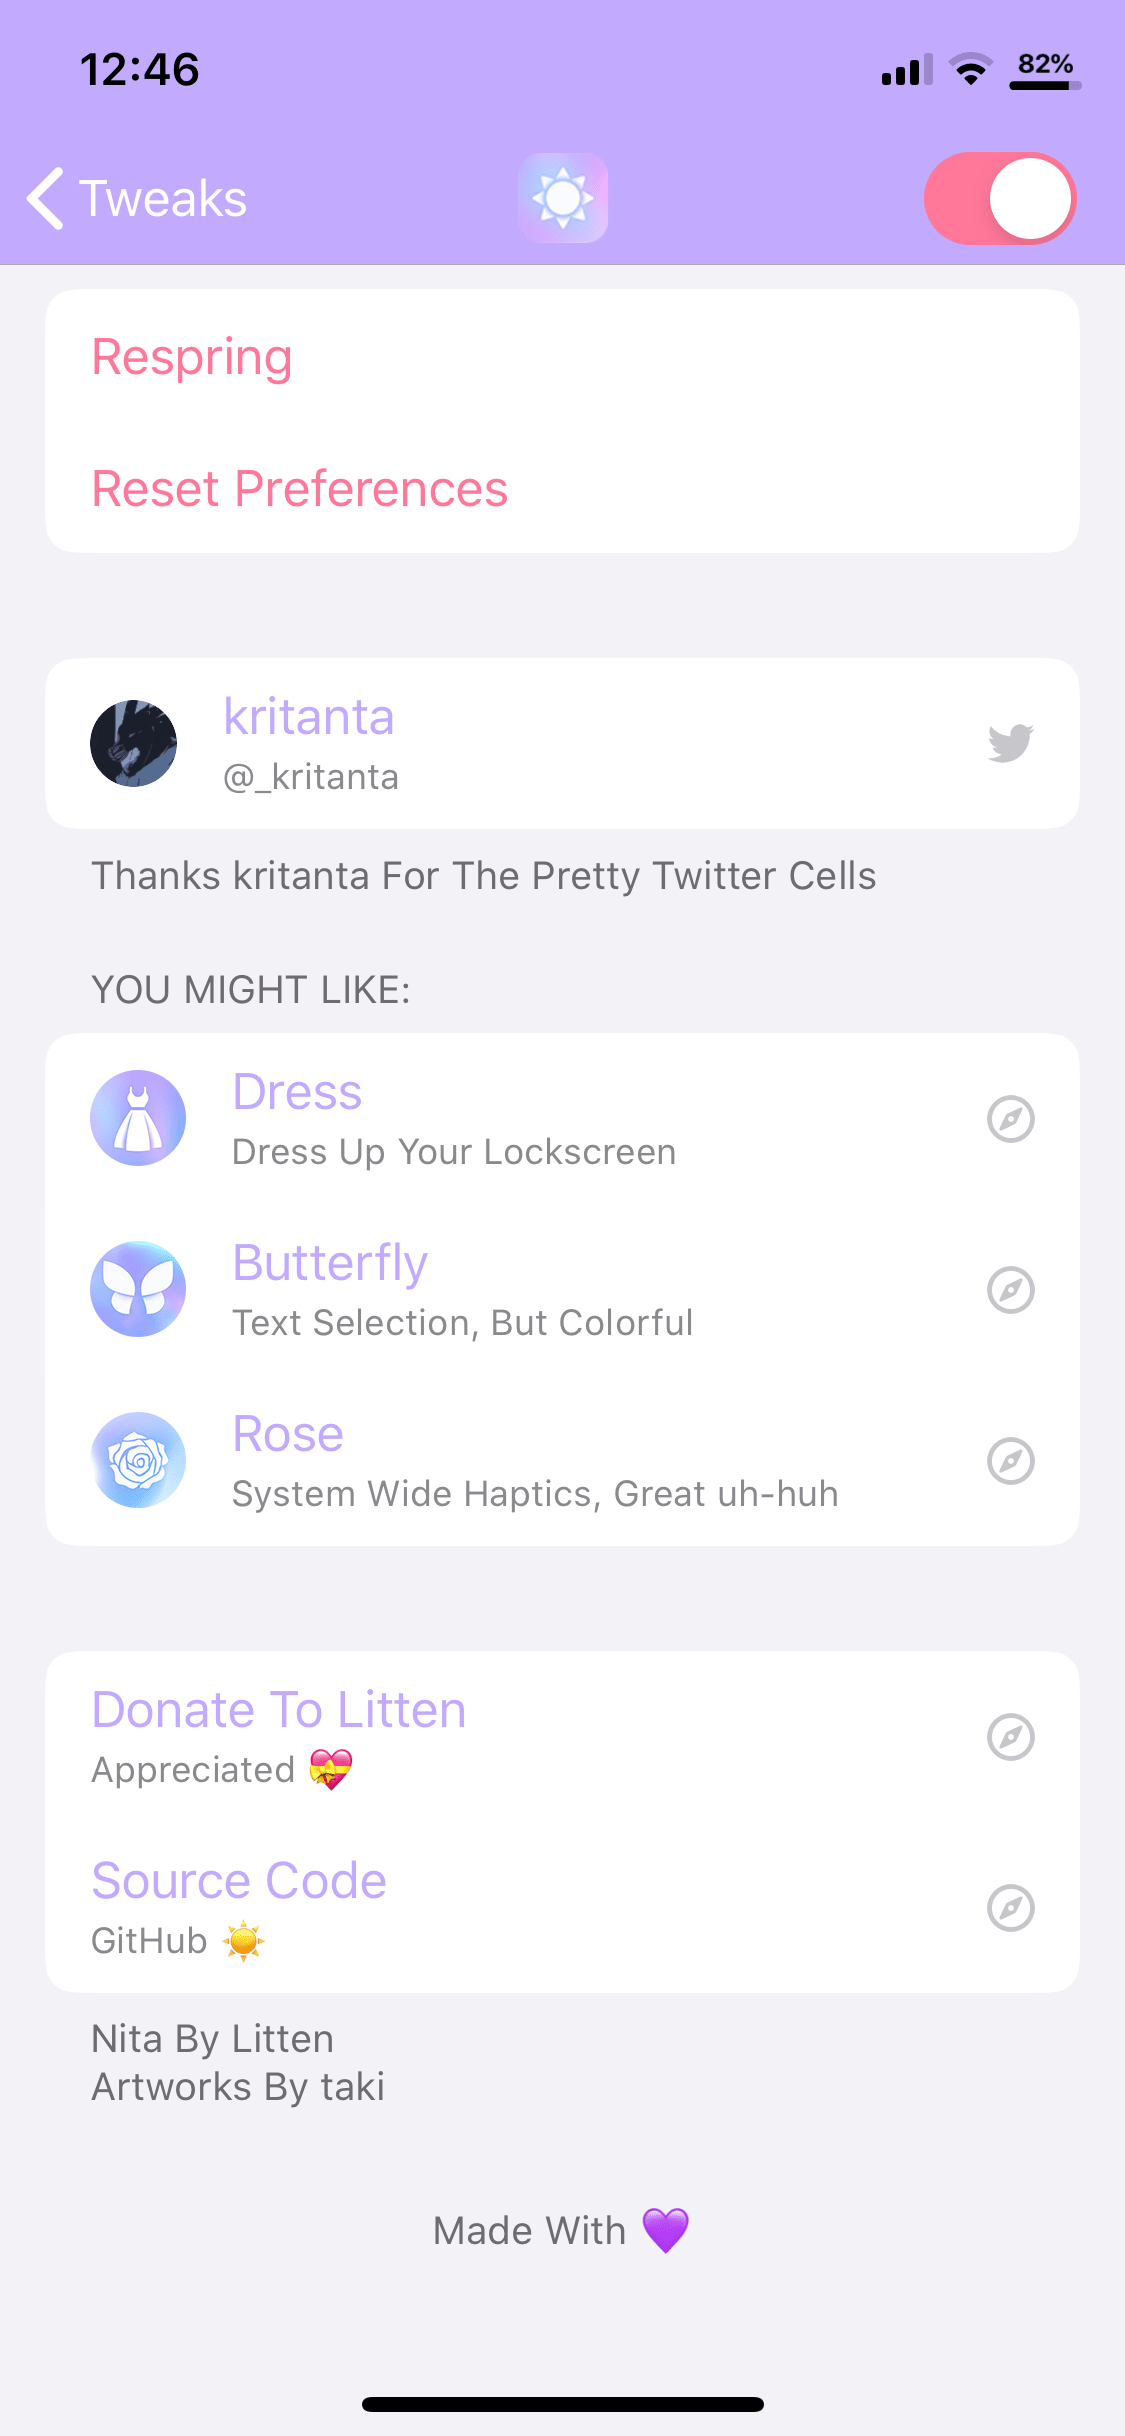 12:46
82%
Tweaks
Respring
Reset Preferences
kritanta
@_kritanta
Thanks kritanta For The Pretty Twitter Cells
YOU MIGHT LIKE:
Dress
Dress Up Your Lockscreen
Butterfly
Text Selection, But Colorful
Rose
System Wide Haptics, Great uh-huh
Donate To Litten
Appreciated 💝
Source Code
GitHub ☀️
Nita By Litten
Artworks By taki
Made With 💜